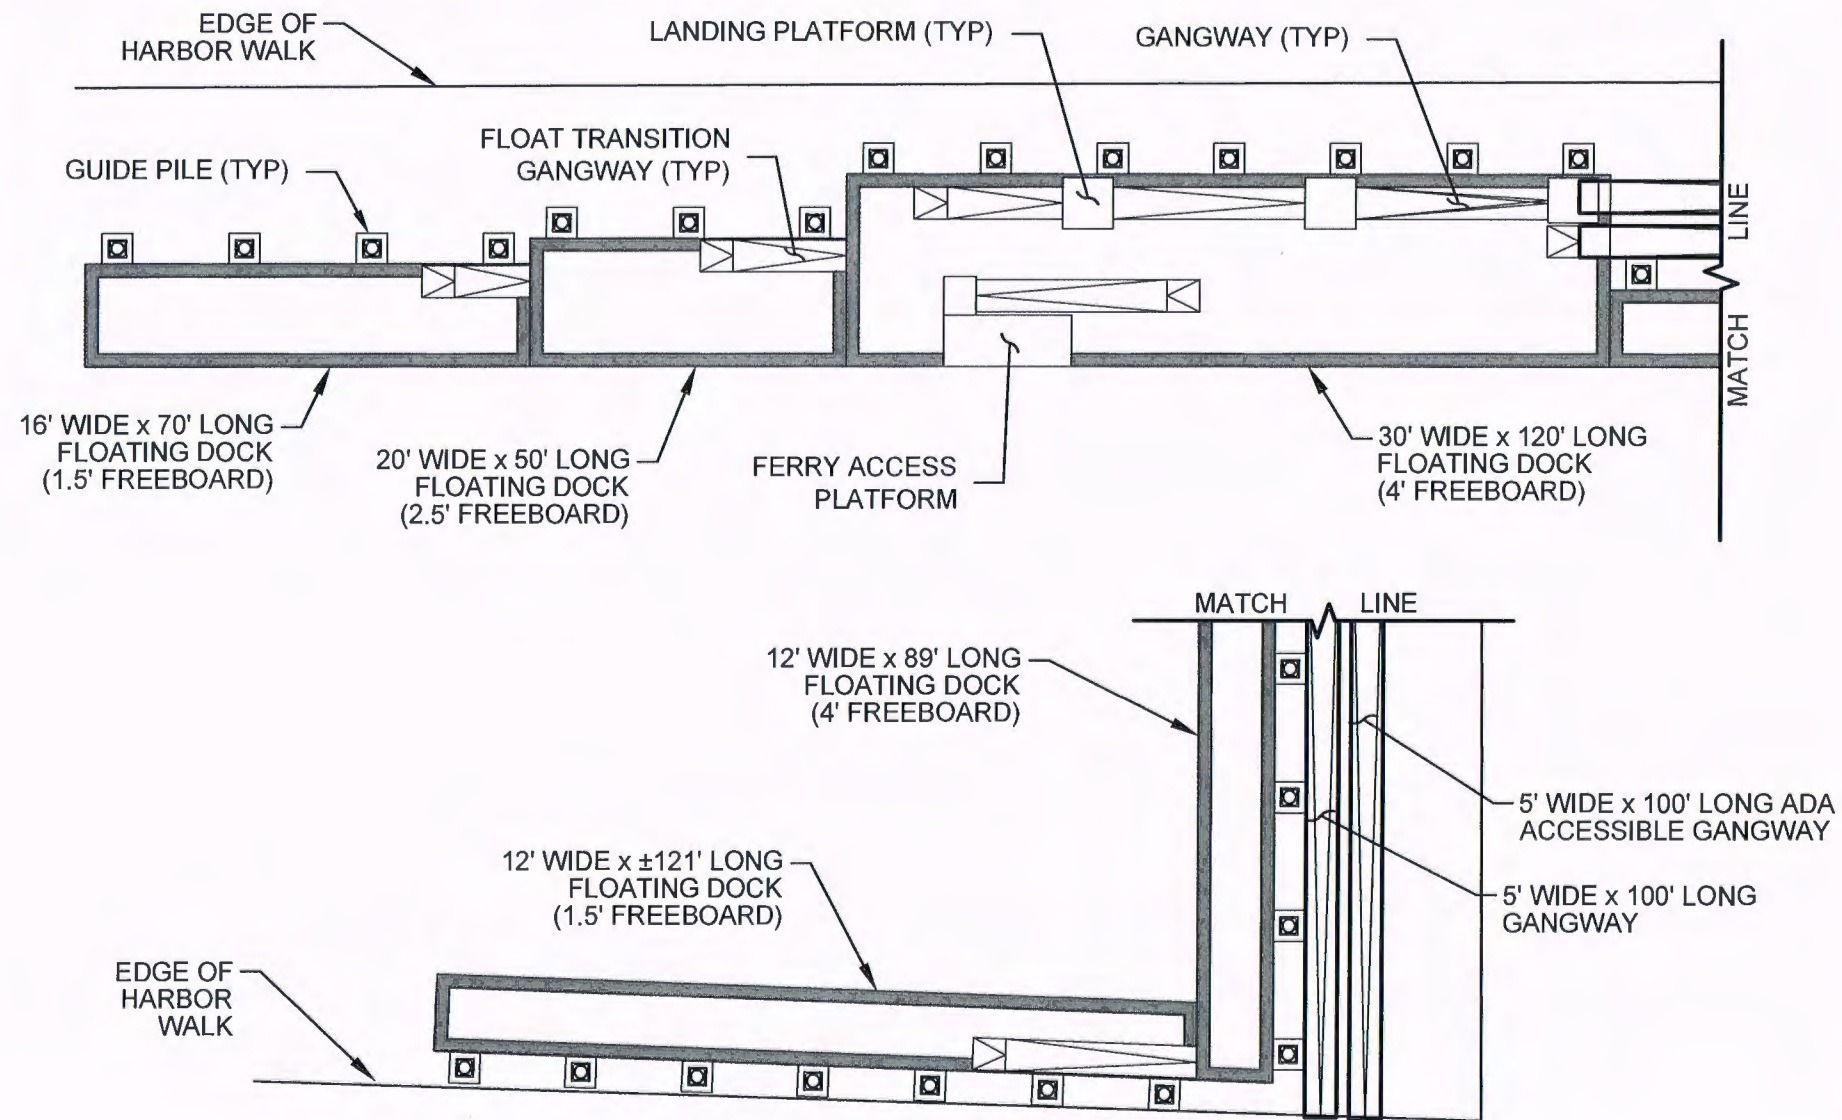 EDGE OF
HARBOR WALK
LANDING PLATFORM (TYP)
GANGWAY (TYP)
FLOAT TRANSITION
GANGWAY (TYP)
GUIDE PILE (TYP)
LINE
MATCH
16' WIDE x 70' LONG
FLOATING DOCK
(1.5' FREEBOARD)
20' WIDE x 50' LONG
FLOATING DOCK
(2.5' FREEBOARD)
FERRY ACCESS
PLATFORM
30' WIDE x 120' LONG
FLOATING DOCK
(4' FREEBOARD)
MATCH LINE
12' WIDE x 89' LONG
FLOATING DOCK
(4' FREEBOARD)
5' WIDE x 100' LONG ADA
ACCESSIBLE GANGWAY
5' WIDE x 100' LONG
GANGWAY
12' WIDE x ±121' LONG
FLOATING DOCK
(1.5' FREEBOARD)
EDGE OF
HARBOR
WALK